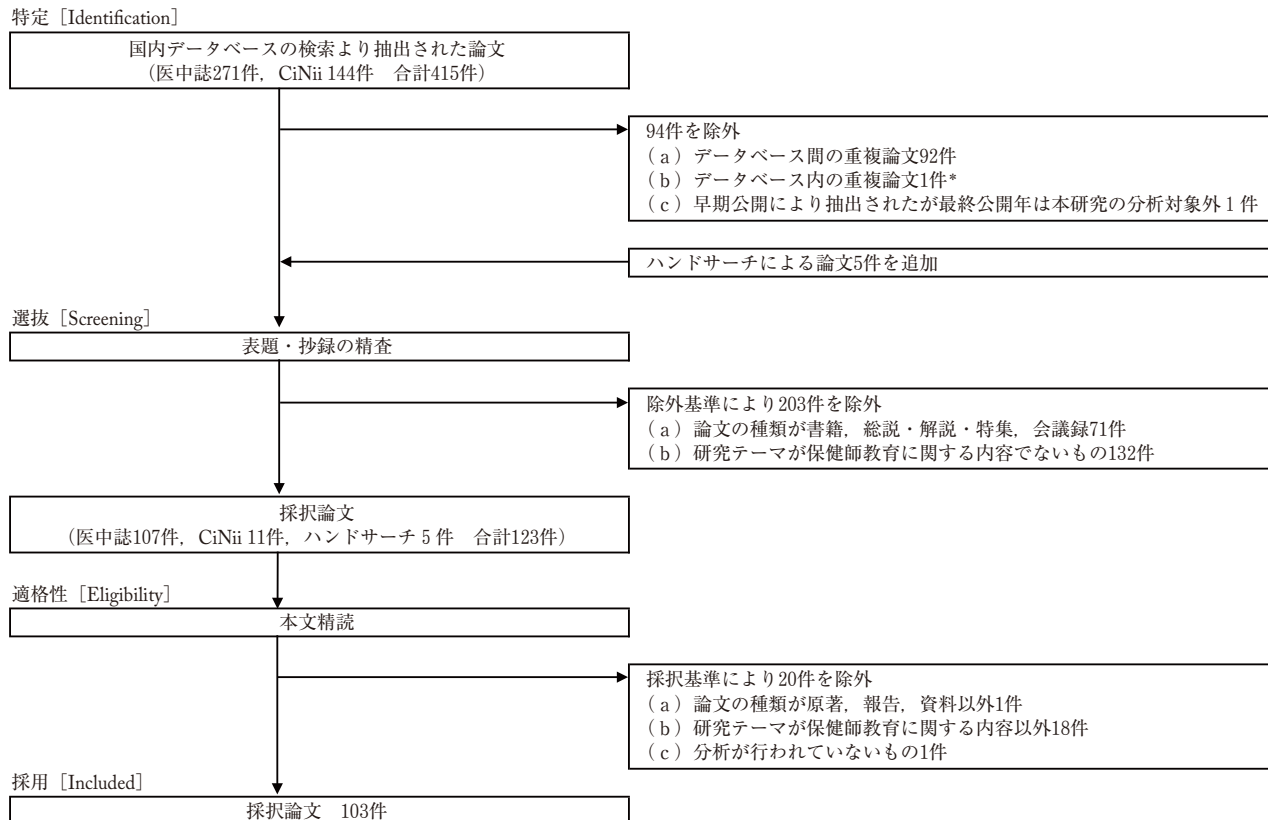 特定［Identification］
国内データベースの検索より抽出された論文
（医中誌271件，CiNii 144件　合計415件）
94件を除外
（a）データベース間の重複論文92件
（b）データベース内の重複論文1件*
（c）早期公開により抽出されたが最終公開年は本研究の分析対象外 1 件
ハンドサーチによる論文5件を追加
選抜［Screening］
表題・抄録の精査
除外基準により203件を除外
（a）論文の種類が書籍，総説・解説・特集，会議録71件
（b）研究テーマが保健師教育に関する内容でないもの132件
採択論文
（医中誌107件，CiNii 11件，ハンドサーチ 5 件　合計123件）
適格性［Eligibility］
本文精読
採択基準により20件を除外
（a）論文の種類が原著，報告，資料以外1件
（b）研究テーマが保健師教育に関する内容以外18件
（c）分析が行われていないもの1件
採用［Included］
採択論文　103件